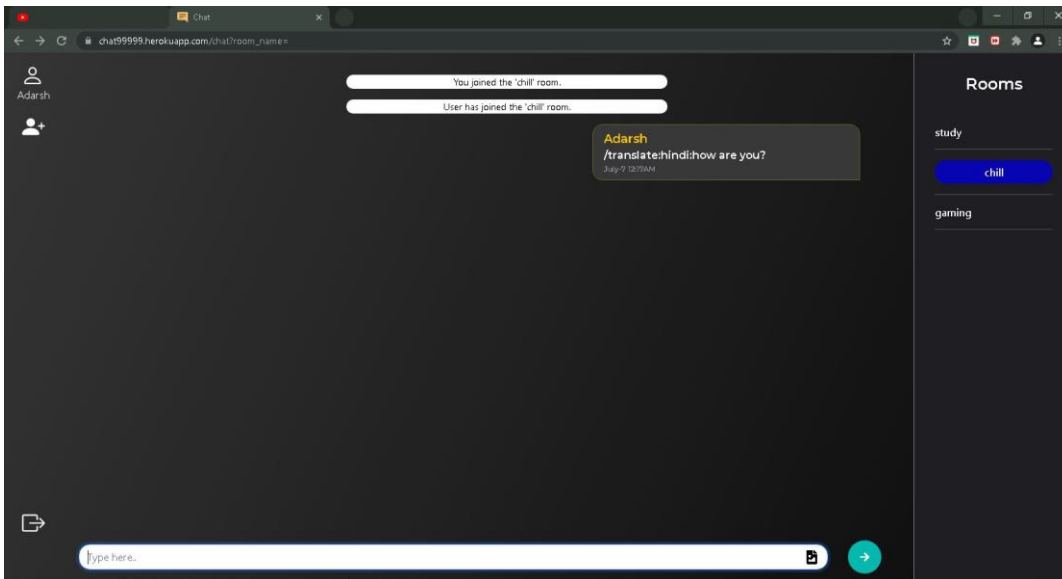 Chat
chat99999.herokuapp.com/chat?room_name=
Adarsh
You joined the 'chill' room.
User has joined the 'chill' room.
Adarsh
/translate:hindi:how are you?
Rooms
study
chill
gaming
Type here..